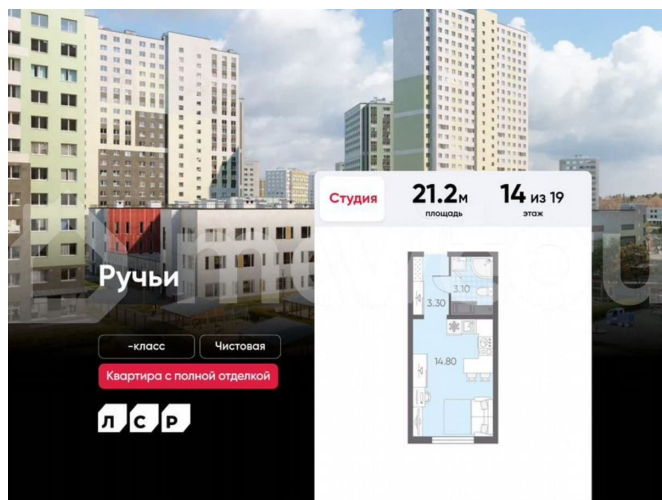 Студия
21.2м
площадь
14 из 19
этаж
Ручьи
-класс
Чистовая
Квартира с полной отделкой
ЛСР
3.10
3.30
14.80